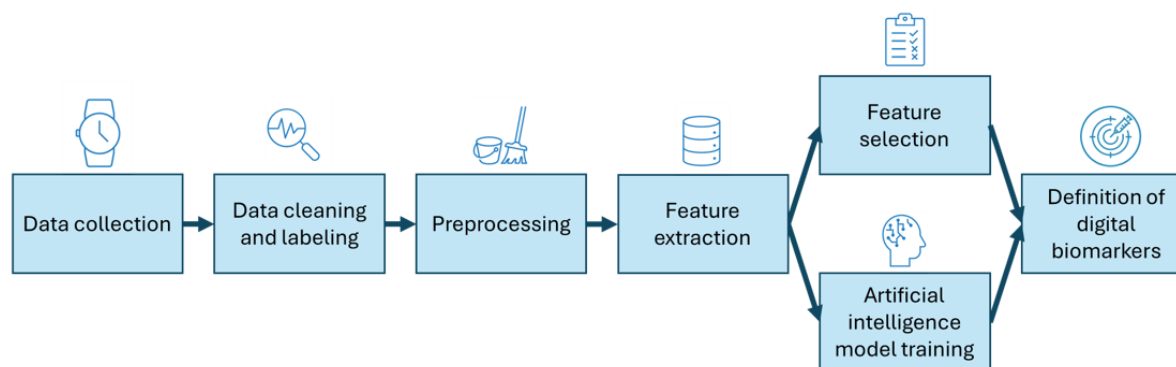 Data collection
Data cleaning
and labeling
Preprocessing
Feature
extraction
Feature
selection
Artificial
intelligence
model training
Definition of
digital
biomarkers